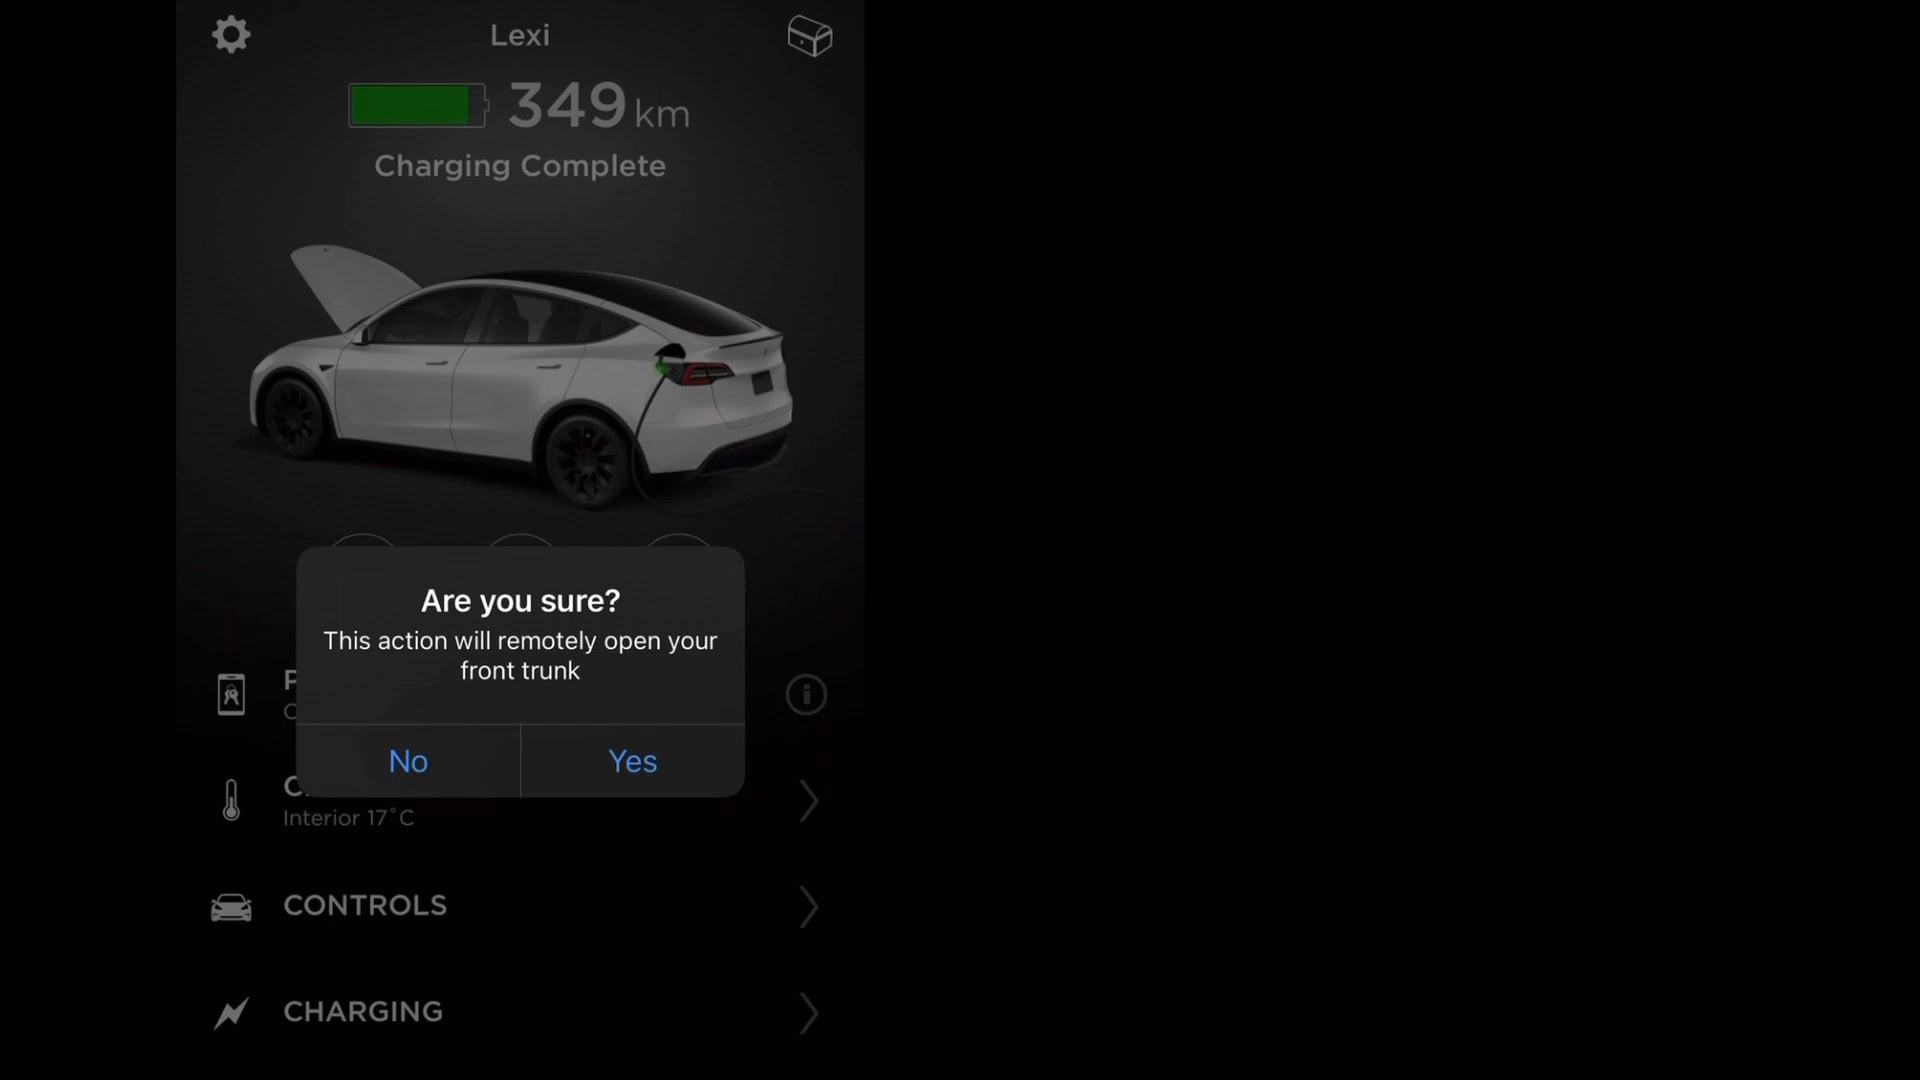 Lexi
349 km
Charging Complete
Are you sure?
This action will remotely open your
front trunk
No
Yes
Interior 17°C
CONTROLS
CHARGING